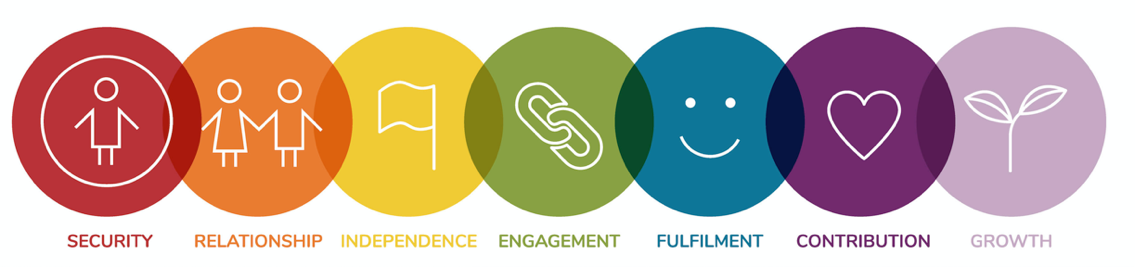 SECURITY RELATIONSHIP INDEPENDENCE ENGAGEMENT FULFILMENT CONTRIBUTION GROWTH